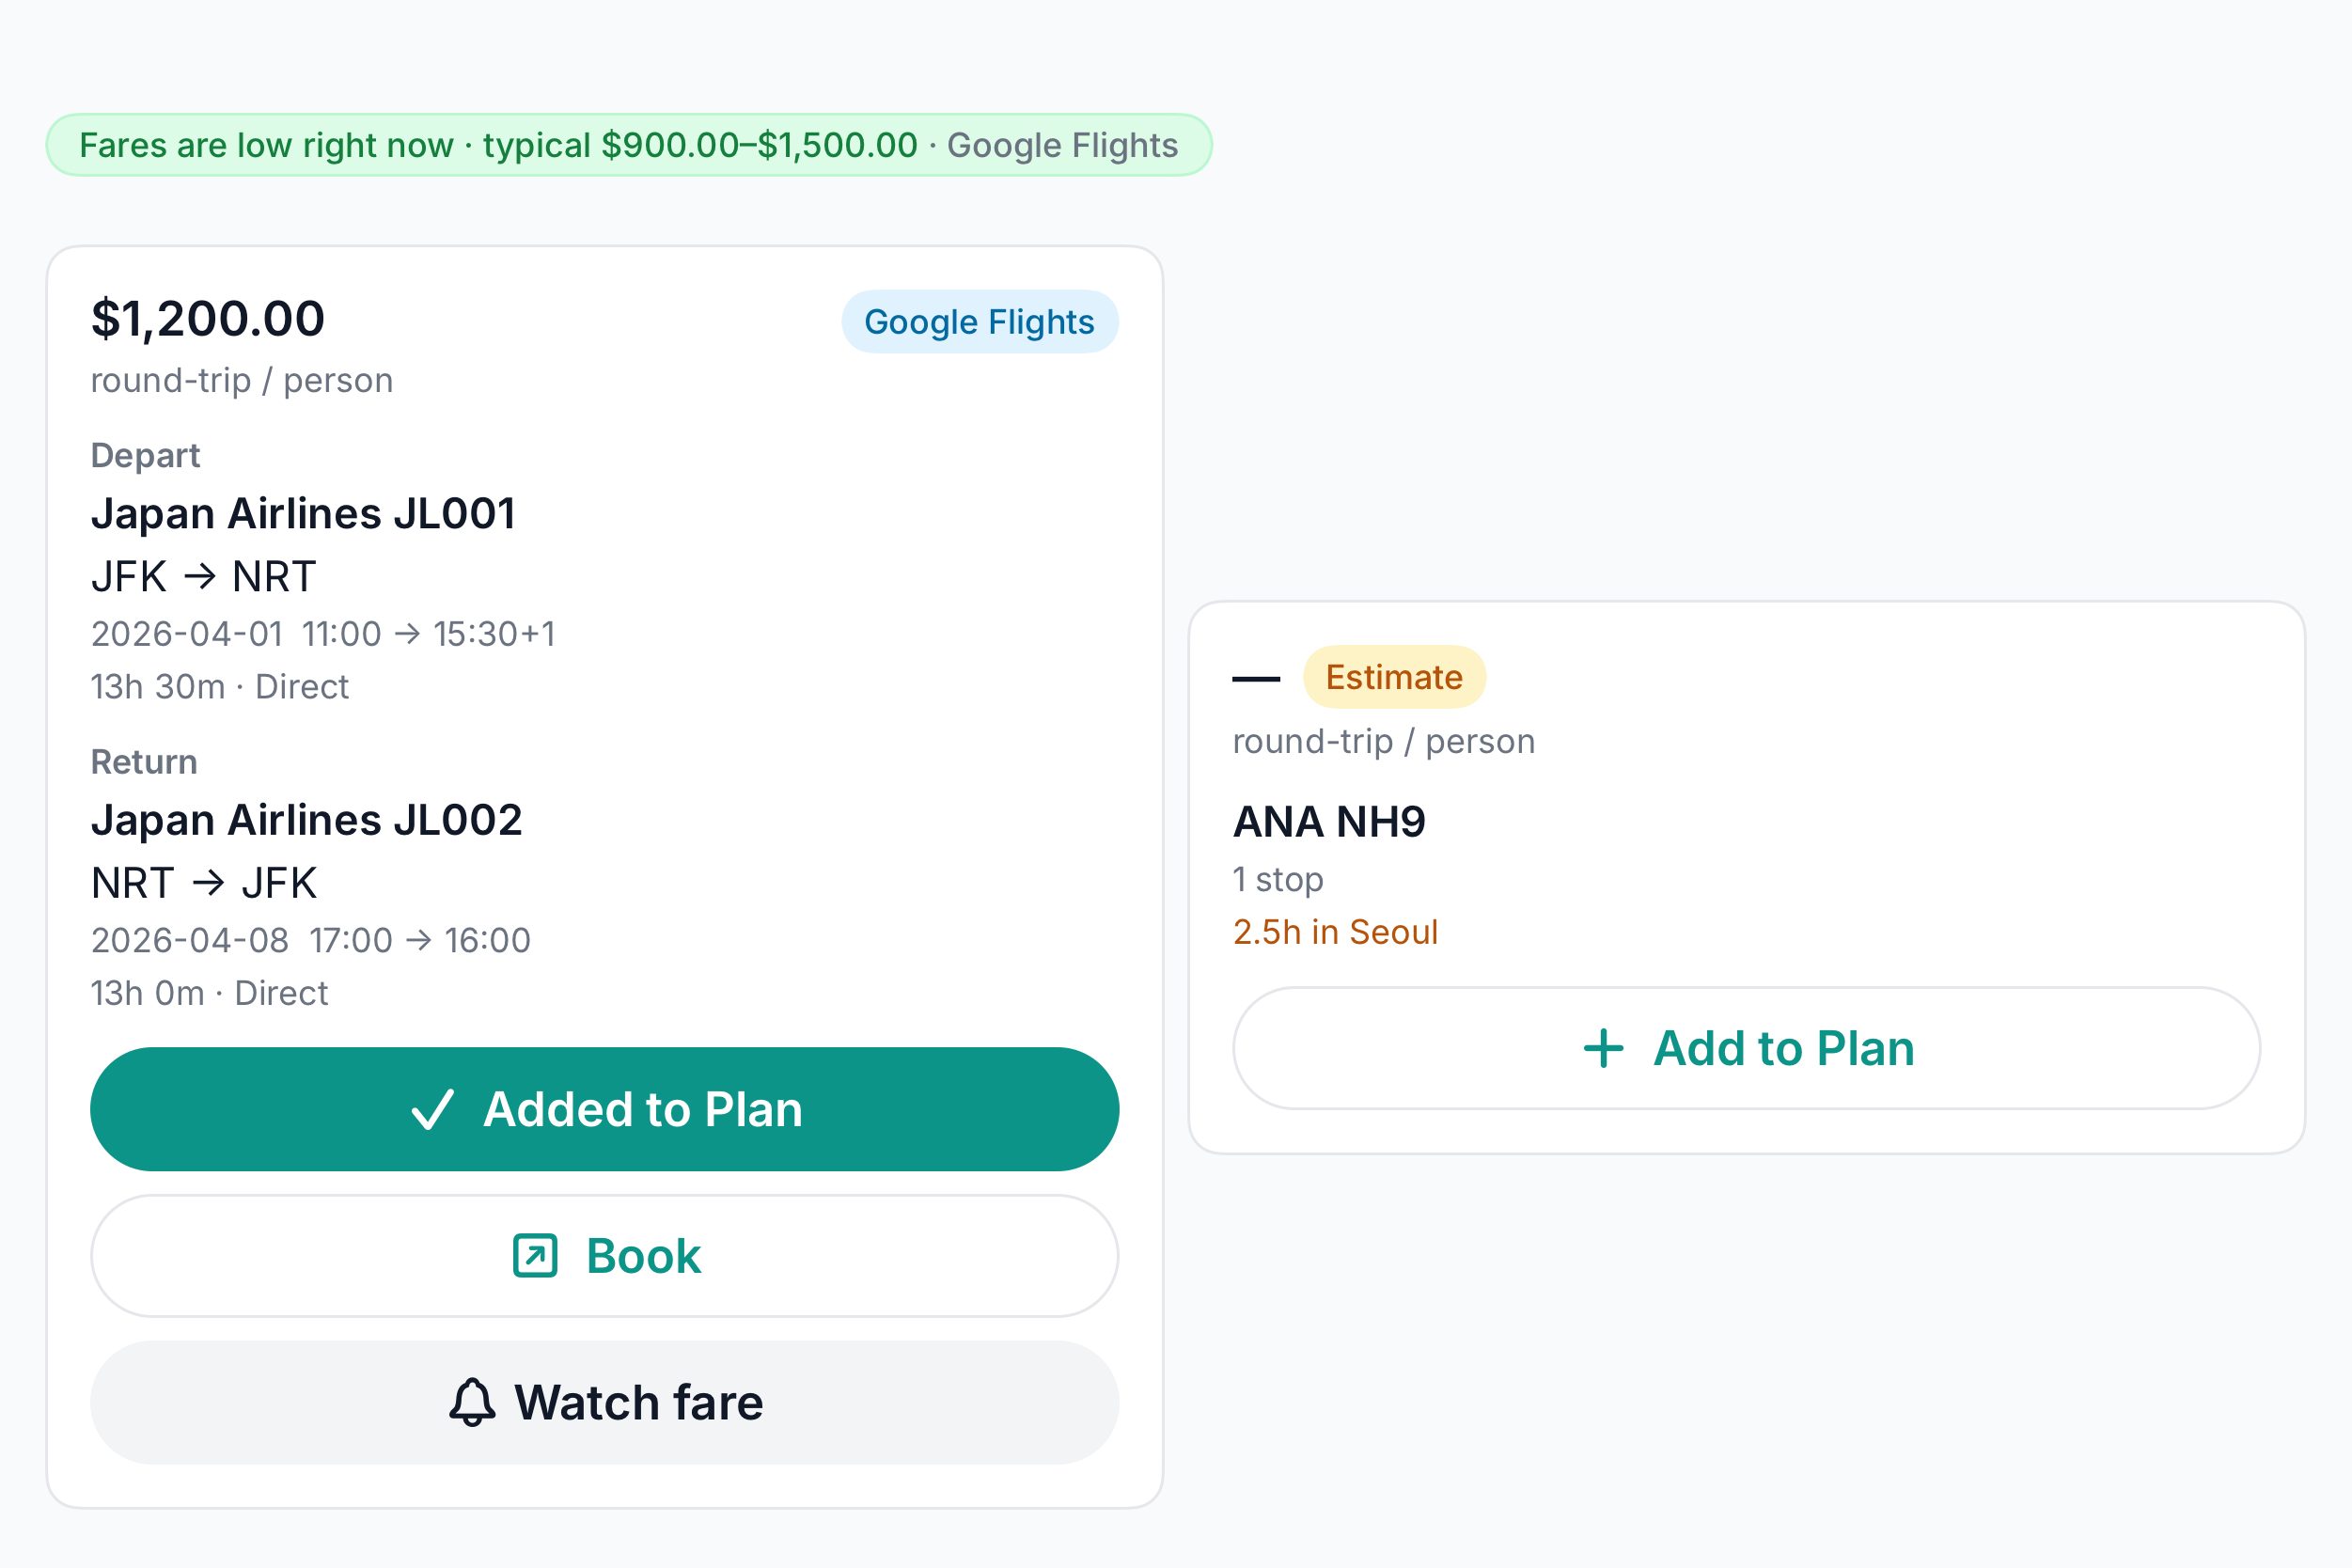 Fares are low right now · typical $900.00–$1,500.00 · Google Flights
$1,200.00
Google Flights
round-trip / person
Depart
Japan Airlines JL001
JFK → NRT
2026-04-01 11:00 → 15:30+1
13h 30m · Direct
Return
Japan Airlines JL002
NRT → JFK
2026-04-08 17:00 → 16:00
13h 0m · Direct
Added to Plan
Book
Watch fare
— Estimate
round-trip / person
ANA NH9
1 stop
2.5h in Seoul
Add to Plan